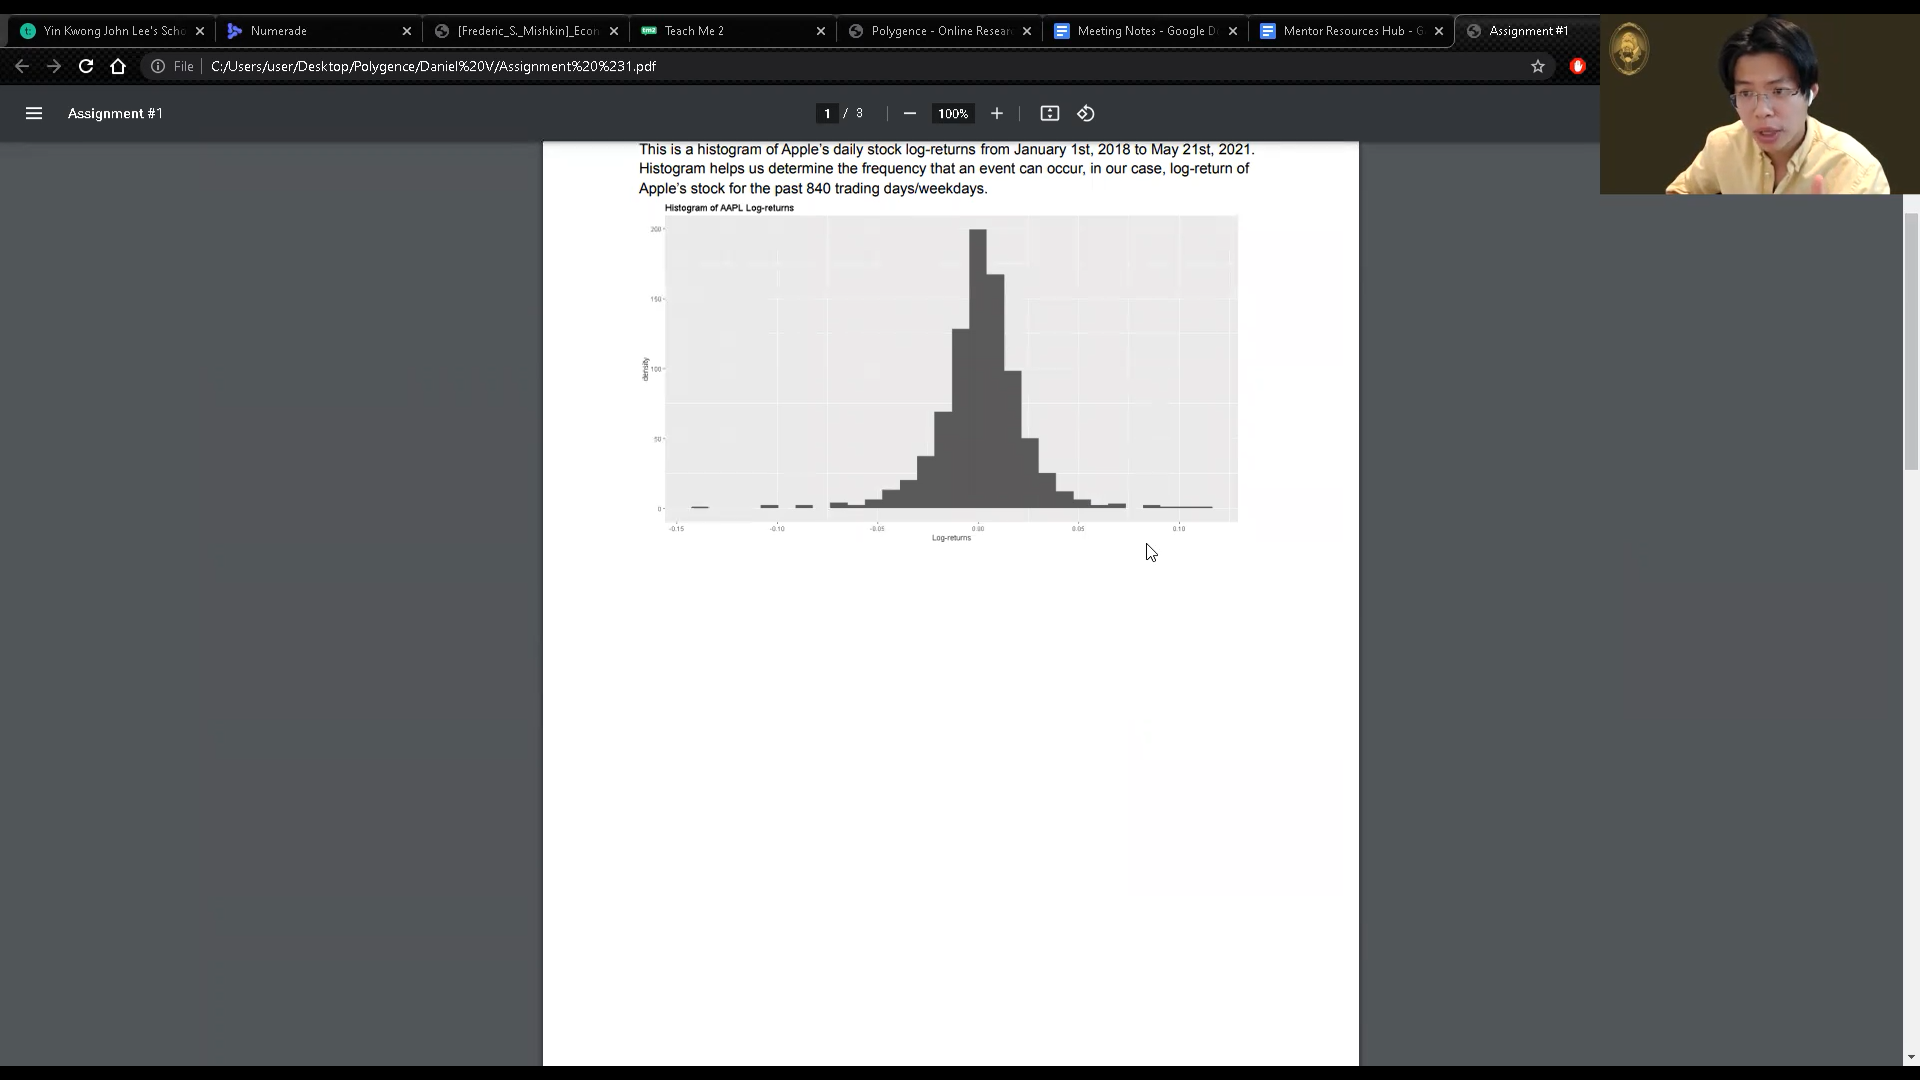 Yin Kwong John Lee's Scho
Numerade
[Frederic_S._Mishkin]_Econ
Teach Me 2
Polygence - Online Resear
Meeting Notes - Google D
Mentor Resources Hub - G
Assignment #1
File
C:/Users/user/Desktop/Polygence/Daniel%20V/Assignment%20%231.pdf
Assignment #1
1 / 3
100%
This is a histogram of Apple's daily stock log-returns from January 1st, 2018 to May 21st, 2021.
Histogram helps us determine the frequency that an event can occur, in our case, log-return of
Apple's stock for the past 840 trading days/weekdays.
Histogram of AAPL Log-returns
200
150
100
50
0
density
-0.15 -0.10 -0.05 0.00 0.05 0.10
Log-returns